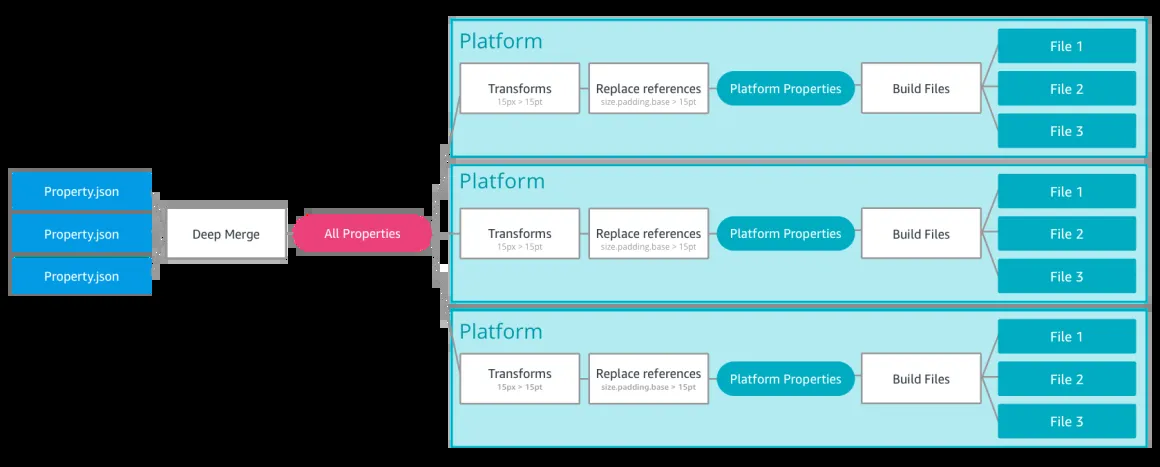 Property.json
Property.json
Property.json
Deep Merge
All Properties
Platform
Transforms
15px > 15pt
Replace references
size.padding.base > 15pt
Platform Properties
Build Files
File 1
File 2
File 3
Platform
Transforms
15px > 15pt
Replace references
size.padding.base > 15pt
Platform Properties
Build Files
File 1
File 2
File 3
Platform
Transforms
15px > 15pt
Replace references
size.padding.base > 15pt
Platform Properties
Build Files
File 1
File 2
File 3